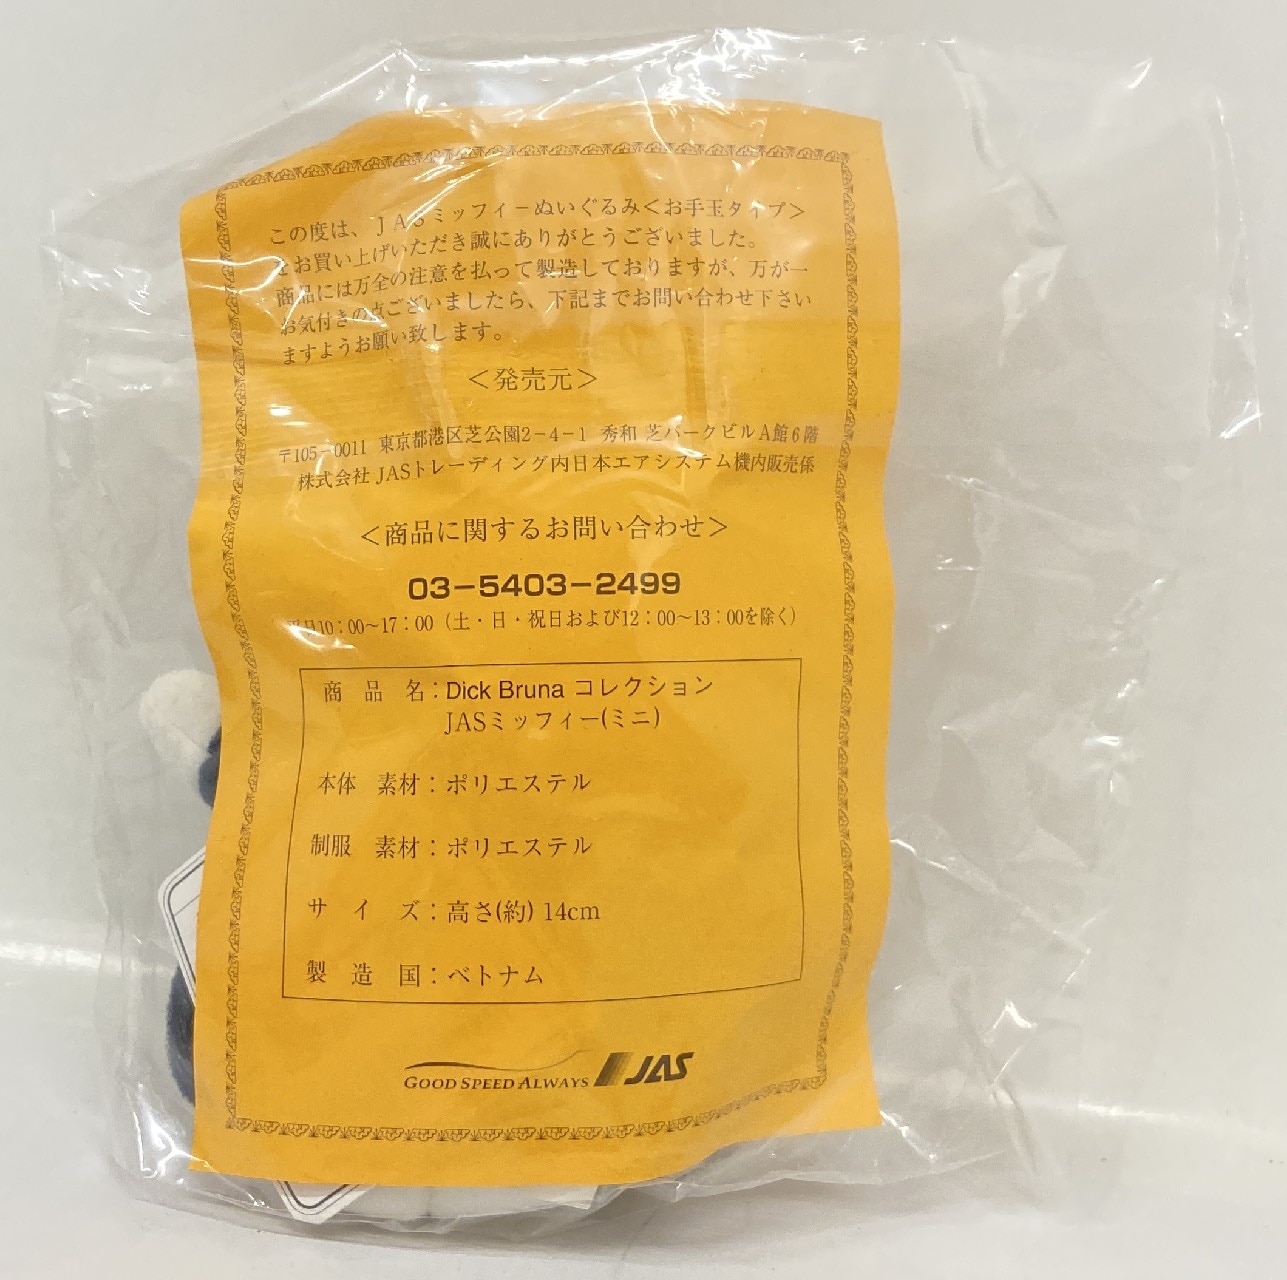 この度は、JASミッフィーぬいぐるみ<お手玉タイプ>
をお買い上げいただき誠にありがとうございました。
商品には万全の注意を払って製造しておりますが、万が一
お気付きの点ございましたら、下記までお問い合わせ下さい
ますようお願い致します。
<発売元>
〒105-0011 東京都港区芝公園2-4-1 秀和 芝パークビルA館6階
株式会社 JASトレーディング内日本エアシステム機内販売係
<商品に関するお問い合わせ>
03-5403-2499
平日10:00~17:00(土・日・祝日および12:00~13:00を除く)
商品名:Dick Bruna コレクション
JASミッフィー(ミニ)
本体 素材:ポリエステル
制服 素材:ポリエステル
サイズ:高さ(約) 14cm
製造国:ベトナム
GOOD SPEED ALWAYS JAS